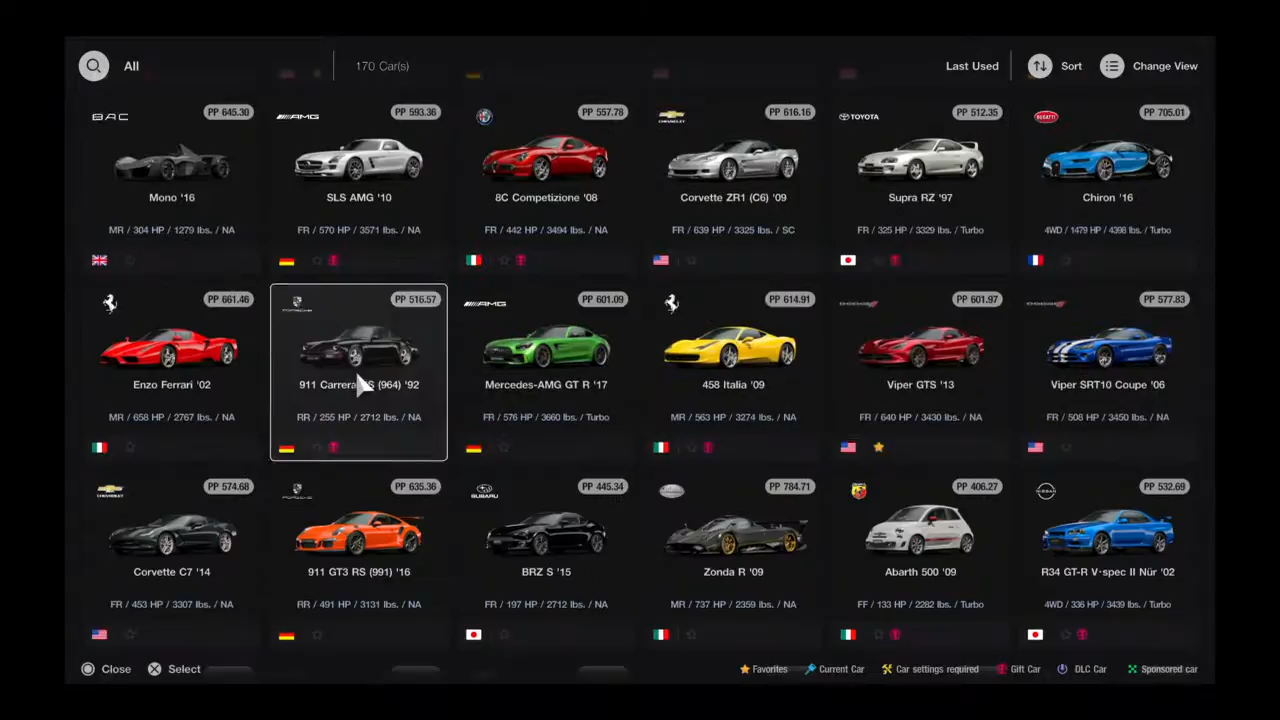 All
170 Car(s)
Last Used
Sort
Change View
BAC
PP 645.30
Mono '16
MR / 304 HP / 1279 lbs. / NA
AMG
PP 593.36
SLS AMG '10
FR / 570 HP / 3571 lbs. / NA
PP 557.78
8C Competizione '08
FR / 442 HP / 3494 lbs. / NA
CHEVROLET
PP 616.16
Corvette ZR1 (C6) '09
FR / 639 HP / 3325 lbs. / SC
TOYOTA
PP 512.35
Supra RZ '97
FR / 325 HP / 3329 lbs. / Turbo
BUGATTI
PP 705.01
Chiron '16
4WD / 1479 HP / 4398 lbs. / Turbo
PP 661.46
Enzo Ferrari '02
MR / 658 HP / 2767 lbs. / NA
PORSCHE
PP 516.57
911 Carrera RS (964) '92
RR / 255 HP / 2712 lbs. / NA
AMG
PP 601.09
Mercedes-AMG GT R '17
FR / 576 HP / 3660 lbs. / Turbo
PP 614.91
458 Italia '09
MR / 563 HP / 3274 lbs. / NA
DODGE
PP 601.97
Viper GTS '13
FR / 640 HP / 3430 lbs. / NA
DODGE
PP 577.83
Viper SRT10 Coupe '06
FR / 508 HP / 3450 lbs. / NA
CHEVROLET
PP 574.68
Corvette C7 '14
FR / 453 HP / 3307 lbs. / NA
PORSCHE
PP 635.36
911 GT3 RS (991) '16
RR / 491 HP / 3131 lbs. / NA
SUBARU
PP 445.34
BRZ S '15
FR / 197 HP / 2712 lbs. / NA
PP 784.71
Zonda R '09
MR / 737 HP / 2359 lbs. / NA
PP 406.27
Abarth 500 '09
FF / 133 HP / 2282 lbs. / Turbo
NISSAN
PP 532.69
R34 GT-R V·spec II Nür '02
4WD / 336 HP / 3439 lbs. / Turbo
Close
Select
Favorites
Current Car
Car settings required
Gift Car
DLC Car
Sponsored car